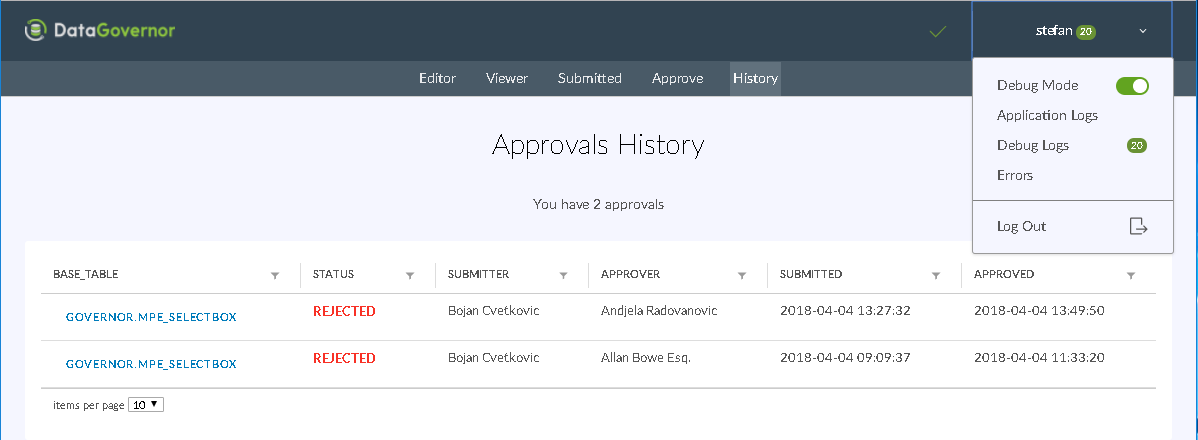 DataGovernor
stefan 20
Editor Viewer Submitted Approve History
Debug Mode
Application Logs
Debug Logs 20
Errors
Log Out
Approvals History
You have 2 approvals
BASE_TABLE STATUS SUBMITTER APPROVER SUBMITTED APPROVED
GOVERNOR.MPE_SELECTBOX REJECTED Bojan Cvetkovic Andjela Radovanovic 2018-04-04 13:27:32 2018-04-04 13:49:50
GOVERNOR.MPE_SELECTBOX REJECTED Bojan Cvetkovic Allan Bowe Esq. 2018-04-04 09:09:37 2018-04-04 11:33:20
items per page 10